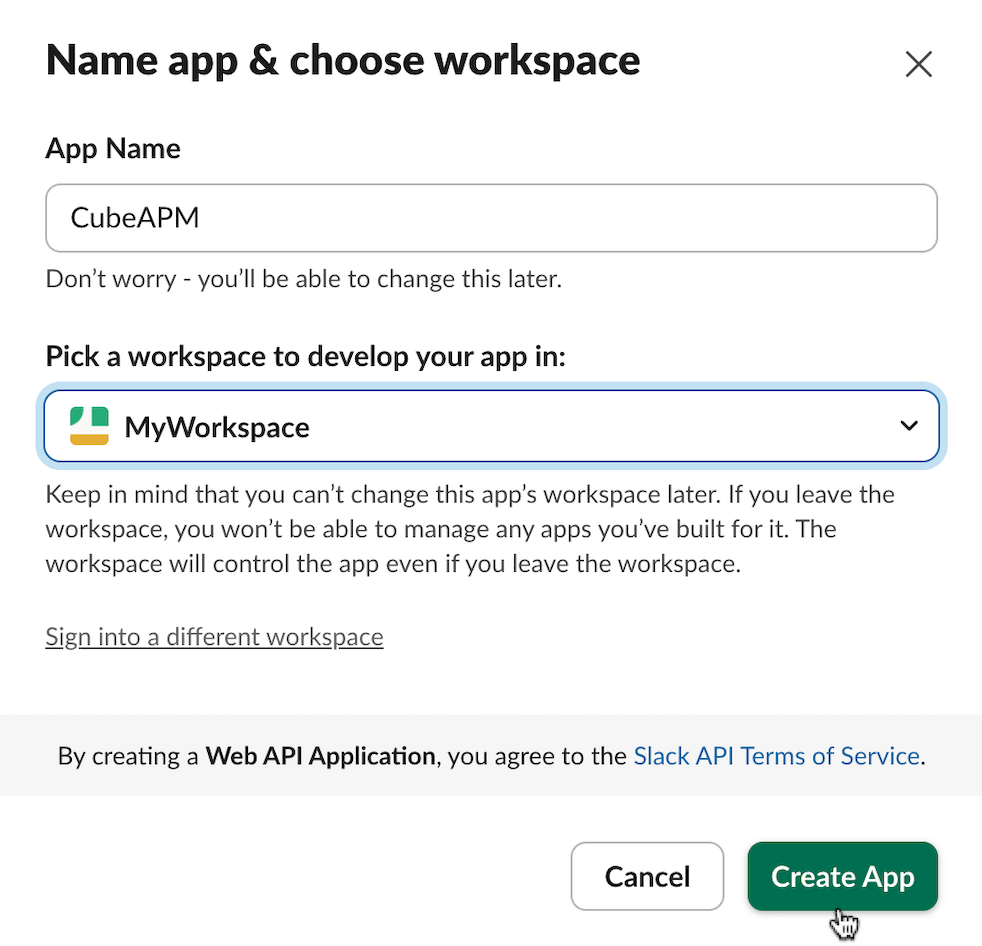 Name app & choose workspace
App Name
CubeAPM
Don’t worry - you’ll be able to change this later.
Pick a workspace to develop your app in:
MyWorkspace
Keep in mind that you can’t change this app’s workspace later. If you leave the
workspace, you won’t be able to manage any apps you’ve built for it. The
workspace will control the app even if you leave the workspace.
Sign into a different workspace
By creating a Web API Application, you agree to the Slack API Terms of Service.
Cancel
Create App